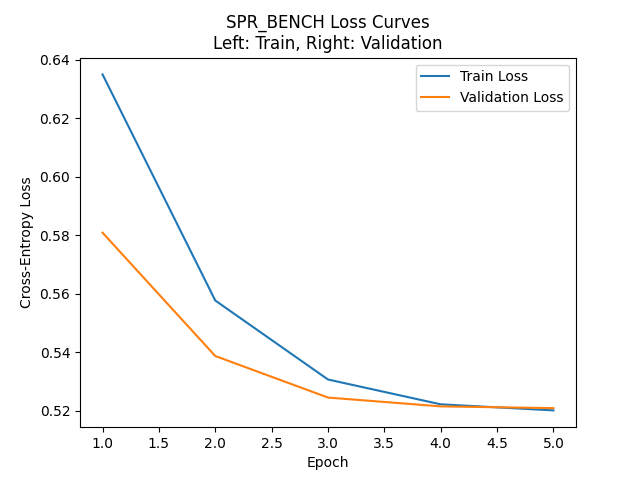 SPR_BENCH Loss Curves
Left: Train, Right: Validation
Train Loss
Validation Loss
Cross-Entropy Loss
0.64
0.62
0.60
0.58
0.56
0.54
0.52
1.0 1.5 2.0 2.5 3.0 3.5 4.0 4.5 5.0
Epoch